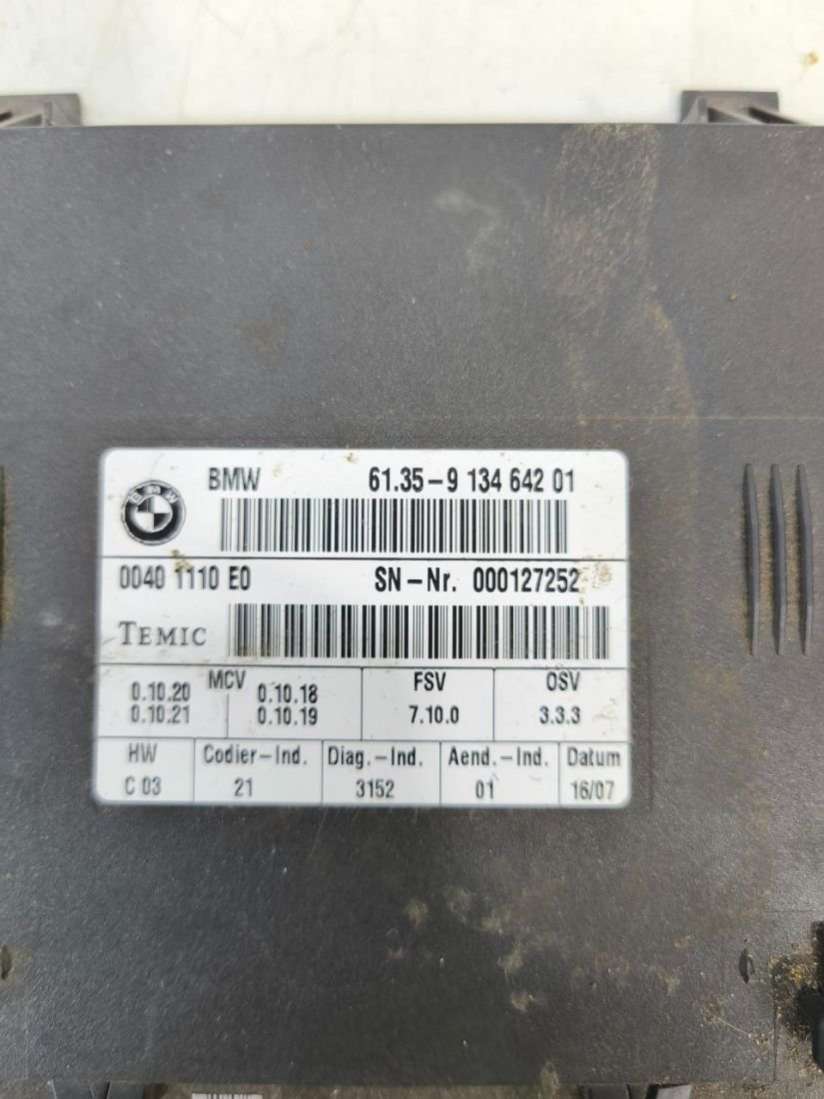 BMW 61.35-9 134 642 01
BMW
0040 1110 E0 SN-Nr. 000127252
TEMIC
MCV FSV OSV
0.10.20 0.10.18
0.10.21 0.10.19 7.10.0 3.3.3
HW Codier-Ind. Diag.-Ind. Aend.-Ind. Datum
C 03 21 3152 01 16/07